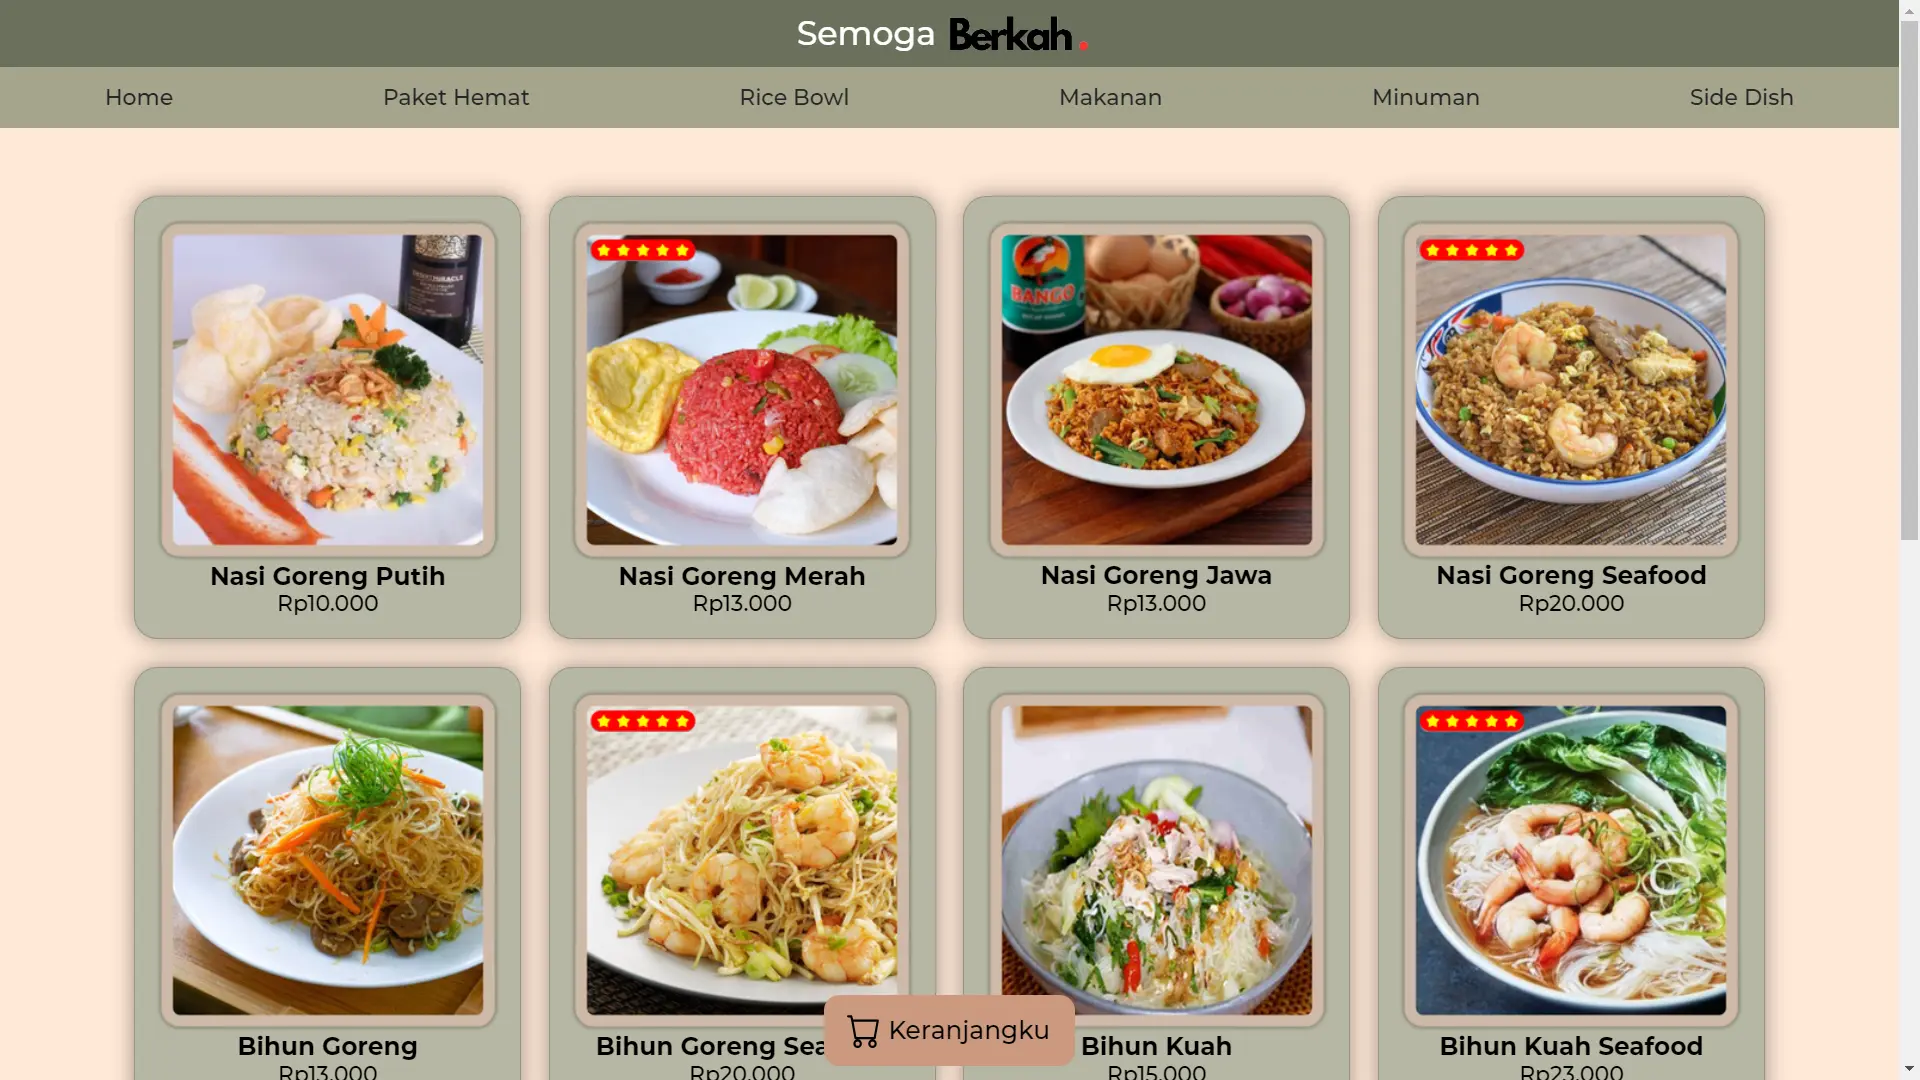 Semoga Berkah.
Home Paket Hemat Rice Bowl Makanan Minuman Side Dish
BANGO
Nasi Goreng Putih
Rp10.000
Nasi Goreng Merah
Rp13.000
Nasi Goreng Jawa
Rp13.000
Nasi Goreng Seafood
Rp20.000
Bihun Goreng
Rp13.000
Bihun Goreng Sea
Rp20.000
Bihun Kuah
Rp15.000
Bihun Kuah Seafood
Rp23.000
Keranjangku